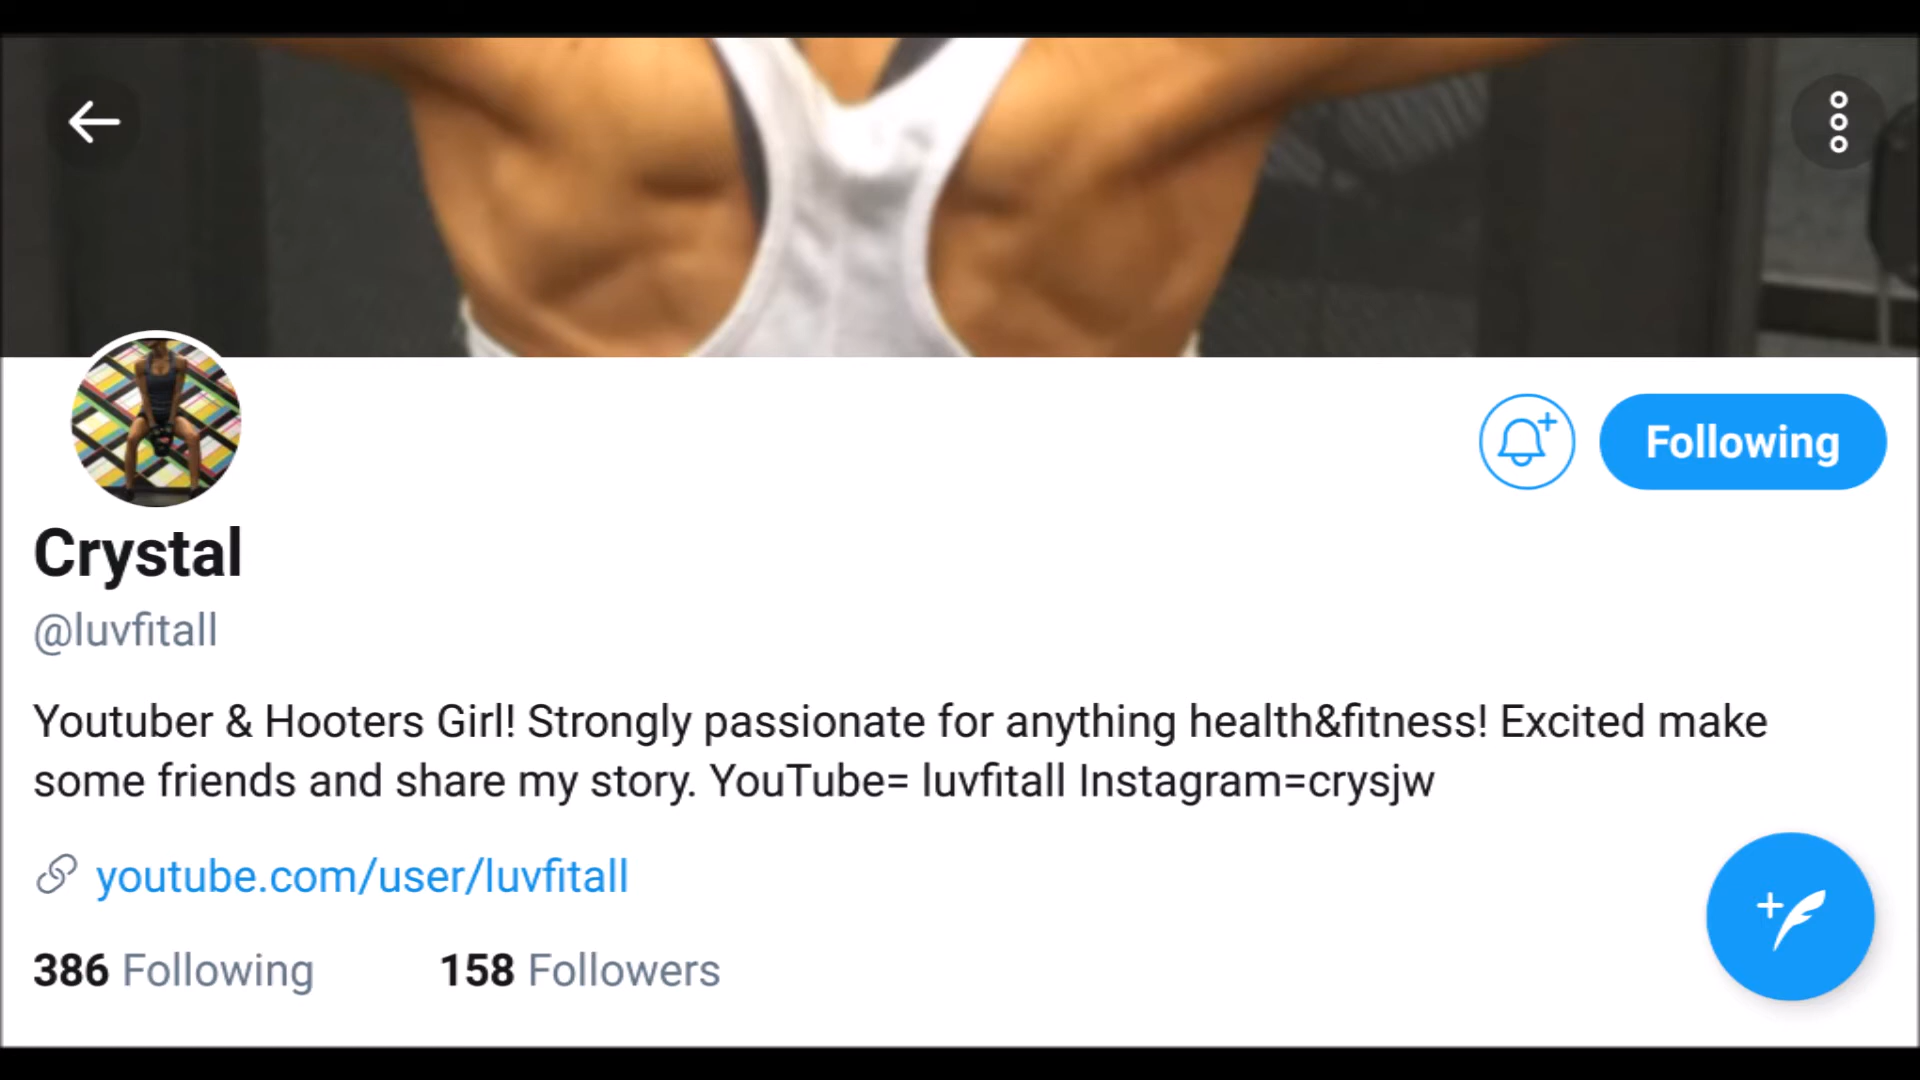 Following
Crystal
@luvfitall
Youtuber & Hooters Girl! Strongly passionate for anything health&fitness! Excited make
some friends and share my story. YouTube= luvfitall Instagram=crysjw
youtube.com/user/luvfitall
386 Following 158 Followers